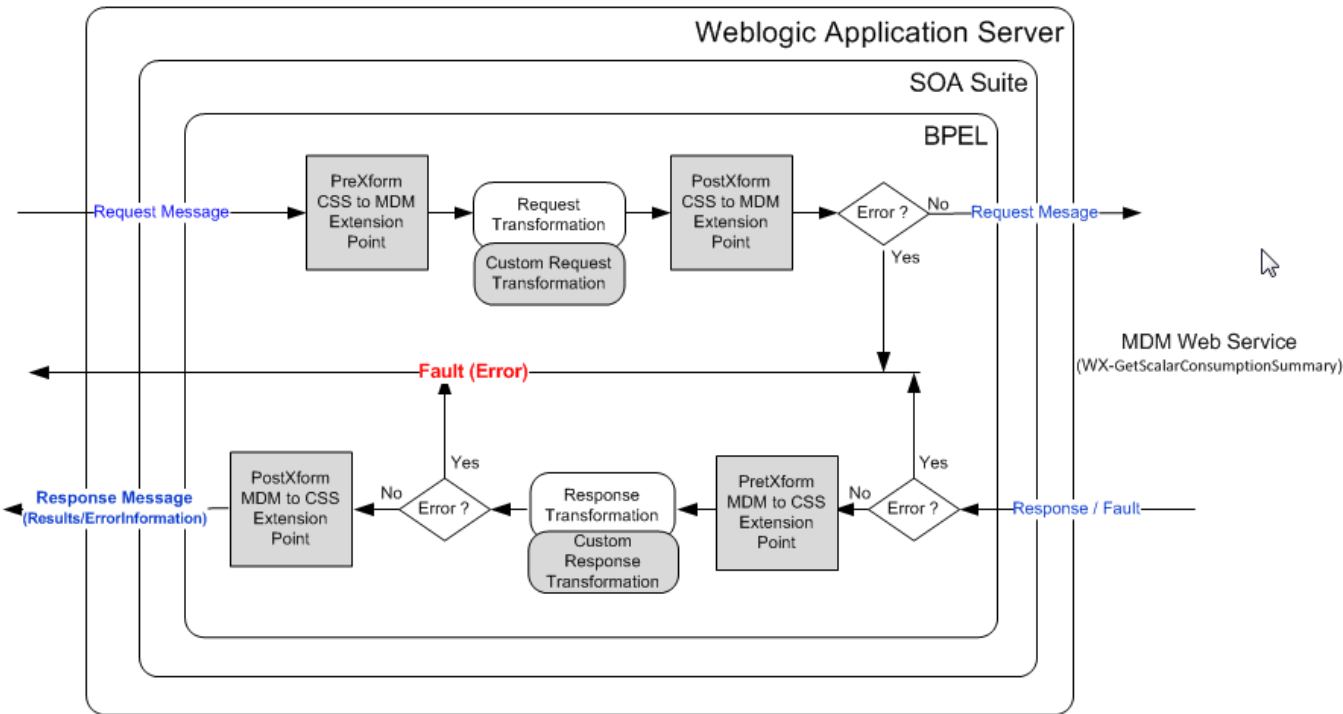 Weblogic Application Server
SOA Suite
BPEL
Request Message
PreXform
CSS to MDM
Extension
Point
Request
Transformation
Custom Request
Transformation
PostXform
CSS to MDM
Extension
Point
Error ?
No
Request Mesage
Yes
MDM Web Service
(WX-GetScalarConsumptionSummary)
Fault (Error)
Response Message
(Results/ErrorInformation)
PostXform
MDM to CSS
Extension
Point
No
Yes
Error ?
Response
Transformation
Custom
Response
Transformation
PretXform
MDM to CSS
Extension
Point
No
Yes
Error ?
Response / Fault